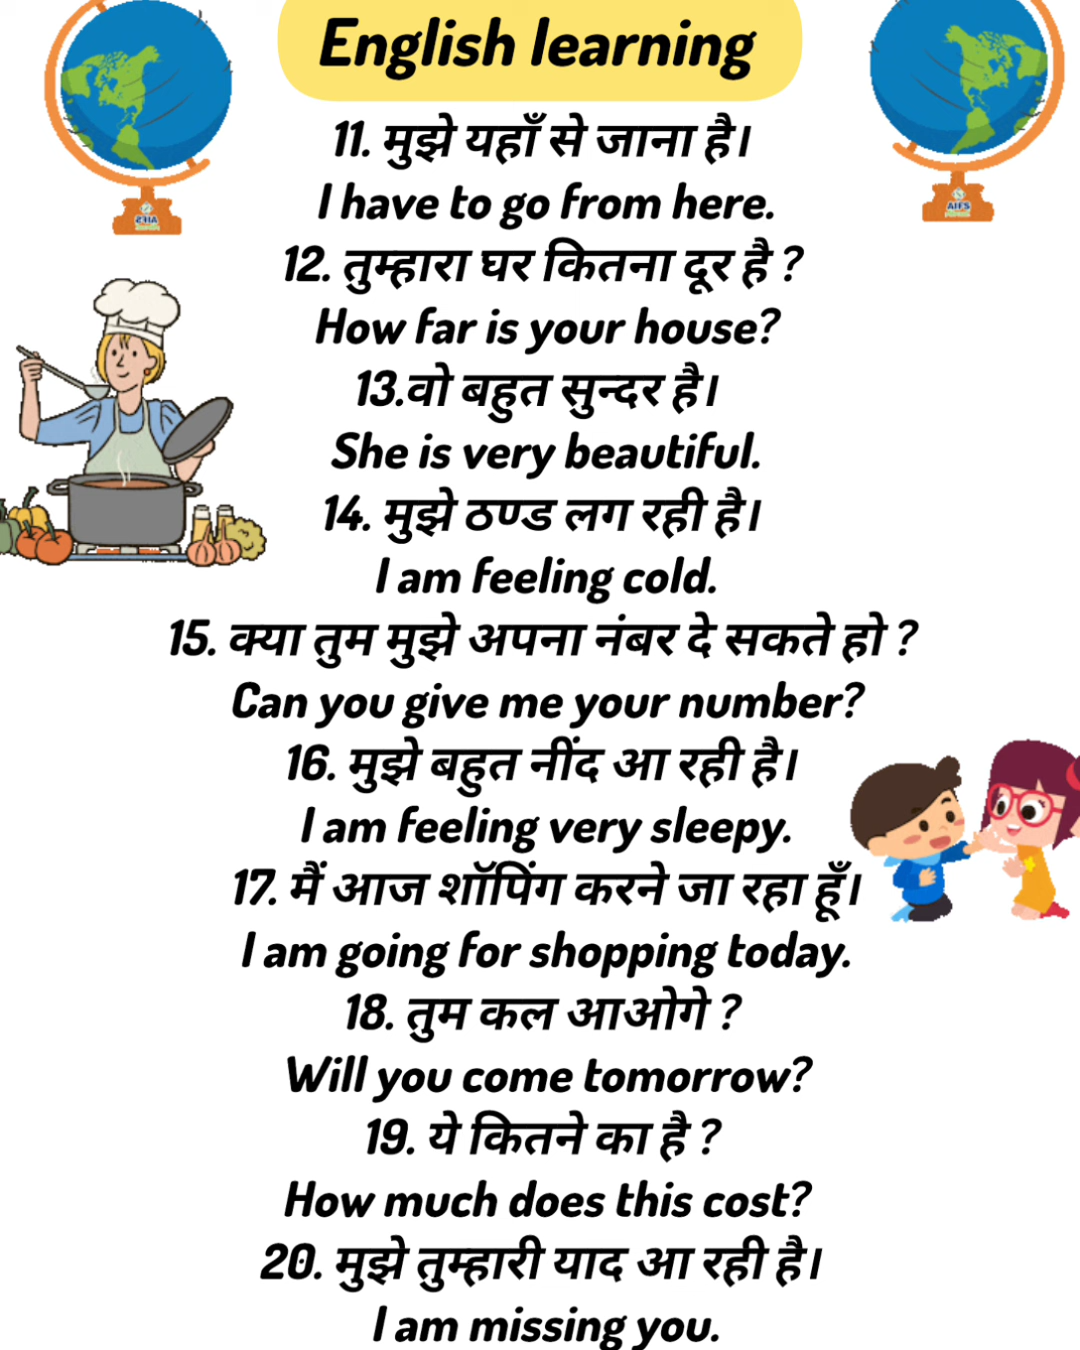 English learning
11. मुझे यहाँ से जाना है।
I have to go from here.
12. तुम्हारा घर कितना दूर है ?
How far is your house?
13.वो बहुत सुन्दर है।
She is very beautiful.
14. मुझे ठण्ड लग रही है।
I am feeling cold.
15. क्या तुम मुझे अपना नंबर दे सकते हो ?
Can you give me your number?
16. मुझे बहुत नींद आ रही है।
I am feeling very sleepy.
17. मैं आज शॉपिंग करने जा रहा हूँ।
I am going for shopping today.
18. तुम कल आओगे ?
Will you come tomorrow?
19. ये कितने का है ?
How much does this cost?
20. मुझे तुम्हारी याद आ रही है।
I am missing you.
AIFS